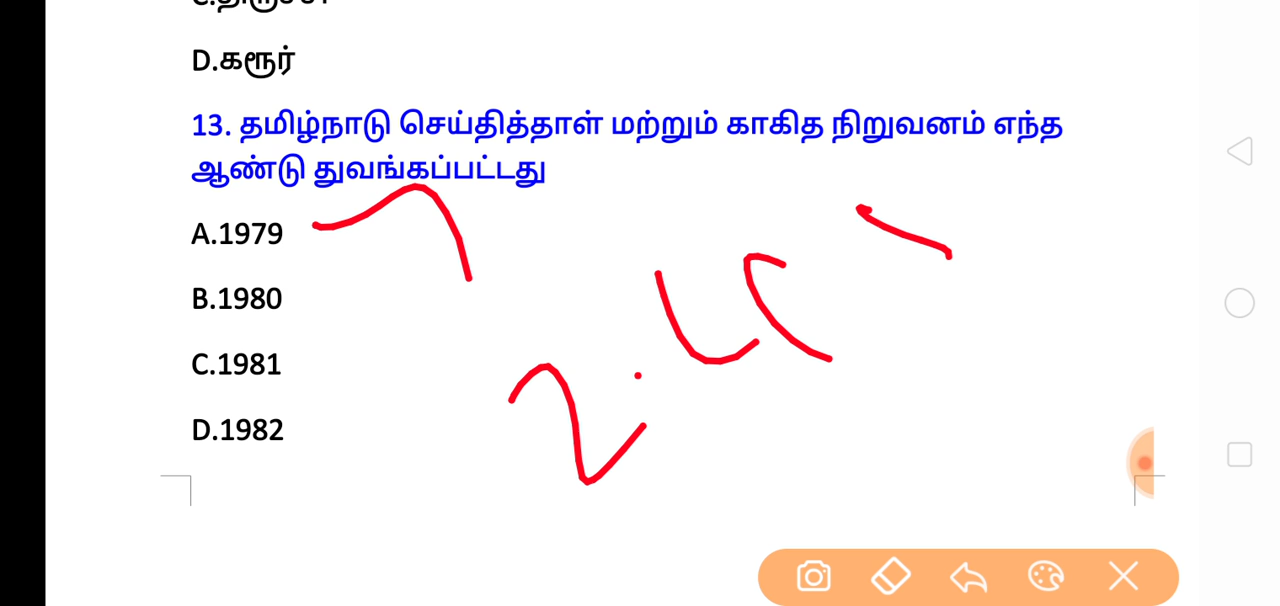 D.கரூர்
13. தமிழ்நாடு செய்தித்தாள் மற்றும் காகித நிறுவனம் எந்த
ஆண்டு துவங்கப்பட்டது
A.1979
B.1980
C.1981
D.1982